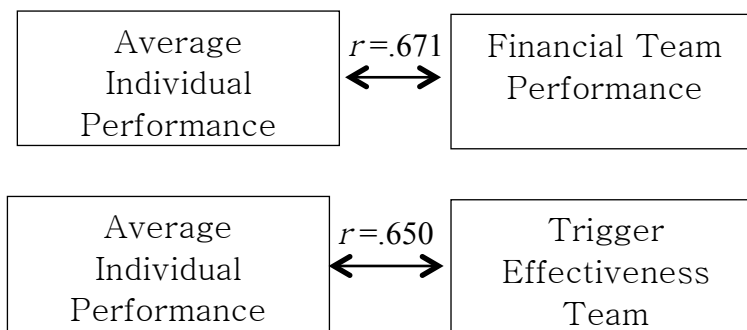 Average
Individual
Performance
r=.671
Financial Team
Performance
Average
Individual
Performance
r=.650
Trigger
Effectiveness
Team